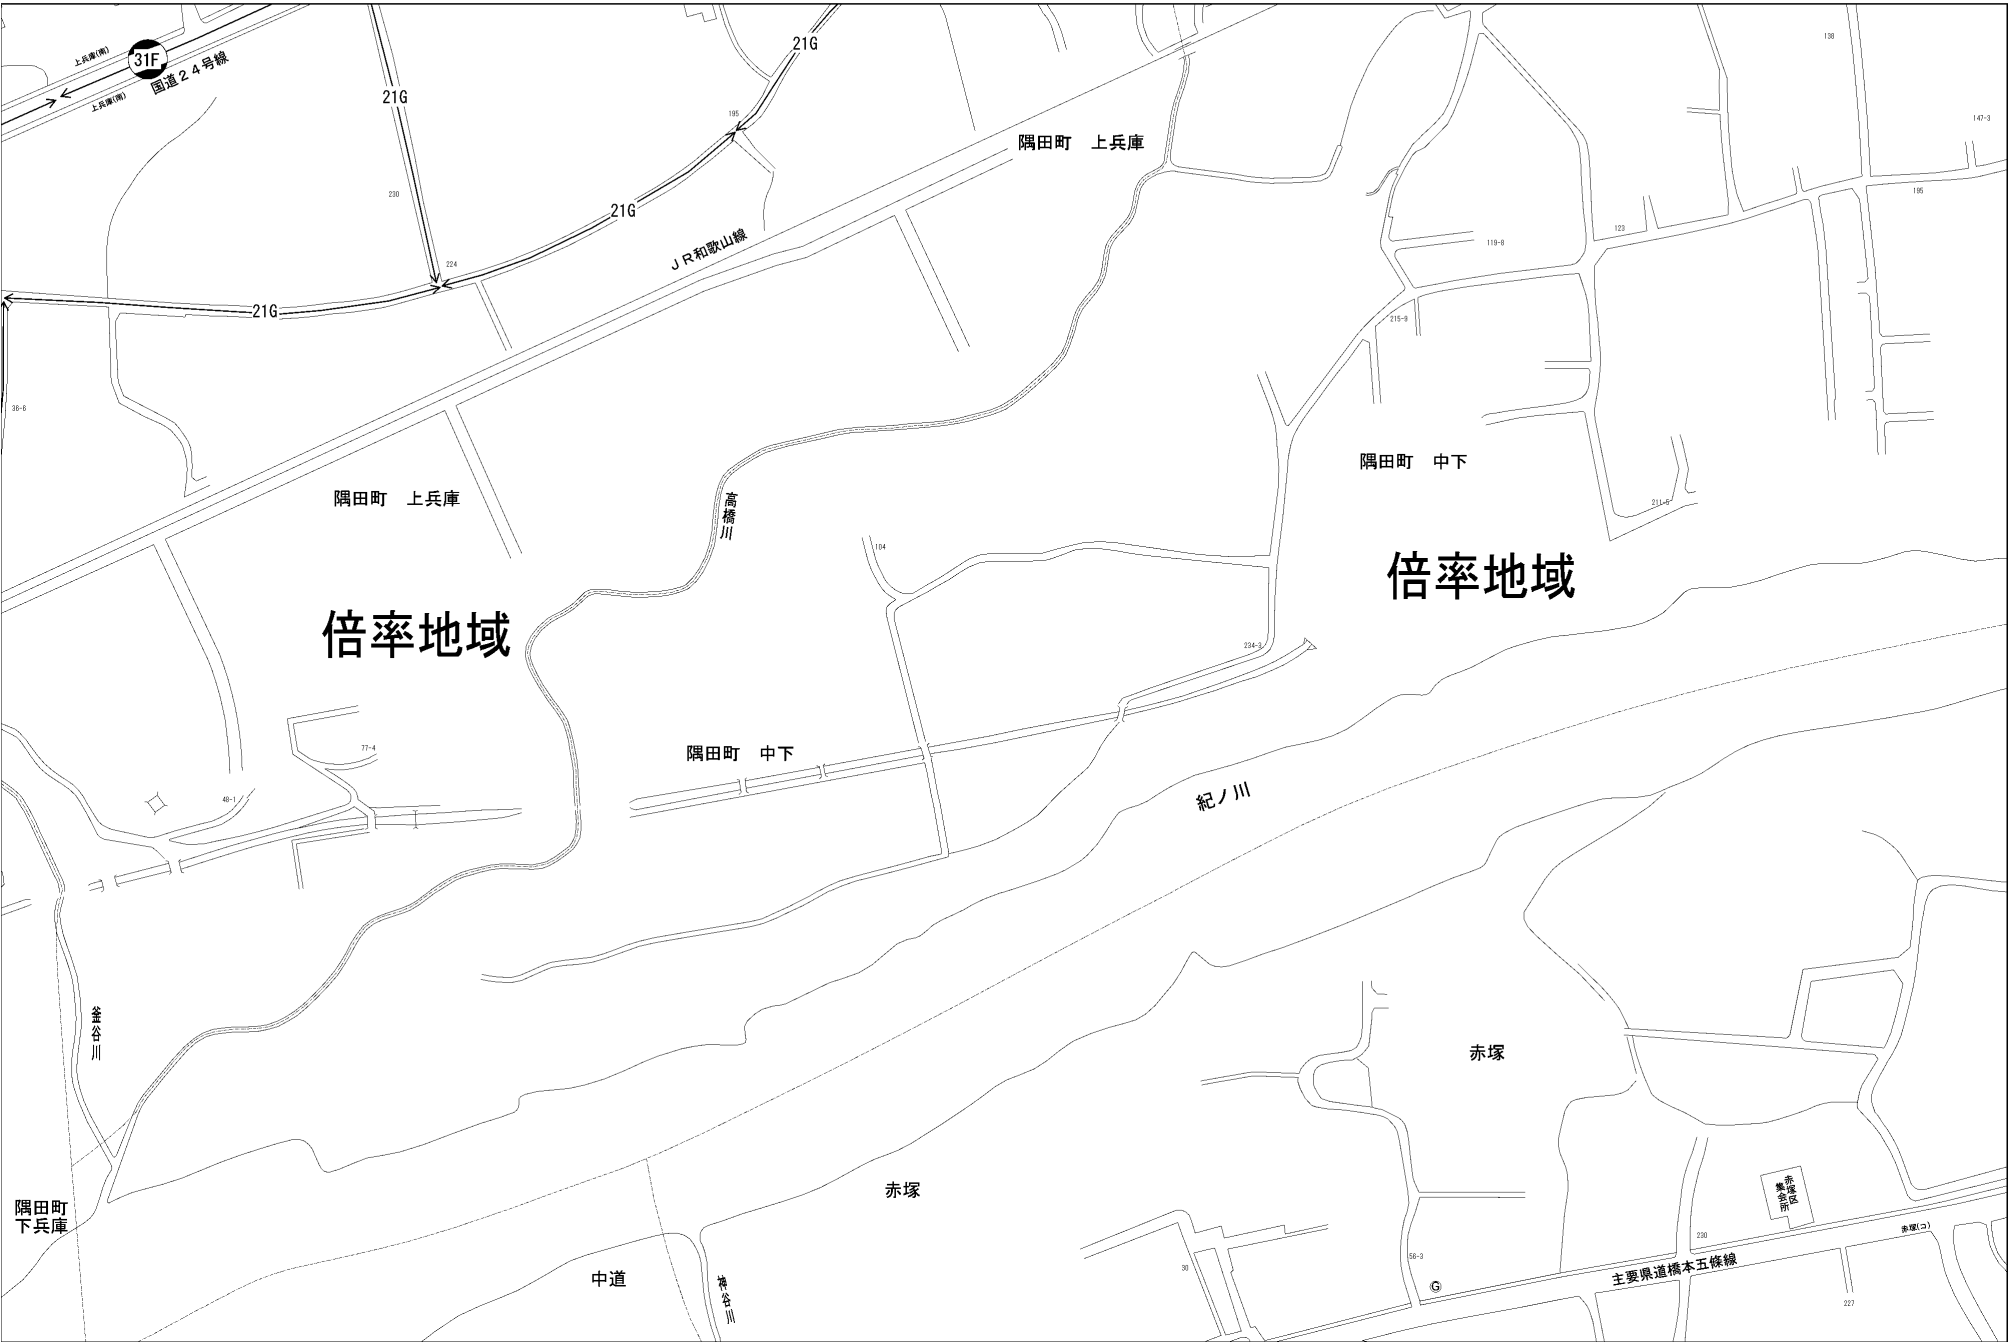 上兵庫(南)
31F
国道24号線
上兵庫(南)
21G
21G
138
195
147-3
隅田町　上兵庫
230
195
21G
123
119-8
JR和歌山線
224
21G
215-9
36-6
隅田町　中下
隅田町　上兵庫
高橋川
211-5
104
倍率地域
倍率地域
234-3
77-4
隅田町　中下
48-1
紀ノ川
釜谷川
赤塚
隅田町
下兵庫
赤塚
赤塚区
集会所
赤塚(コ)
230
56-3
30
中道
神谷川
G
主要県道橋本五條線
227